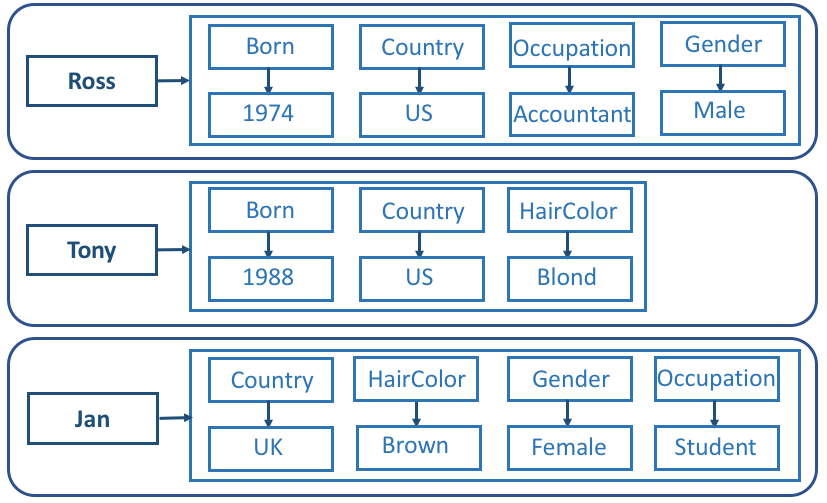 Born Country Occupation Gender
Ross
1974 US Accountant Male
Born Country HairColor
Tony
1988 US Blond
Country HairColor Gender Occupation
Jan
UK Brown Female Student